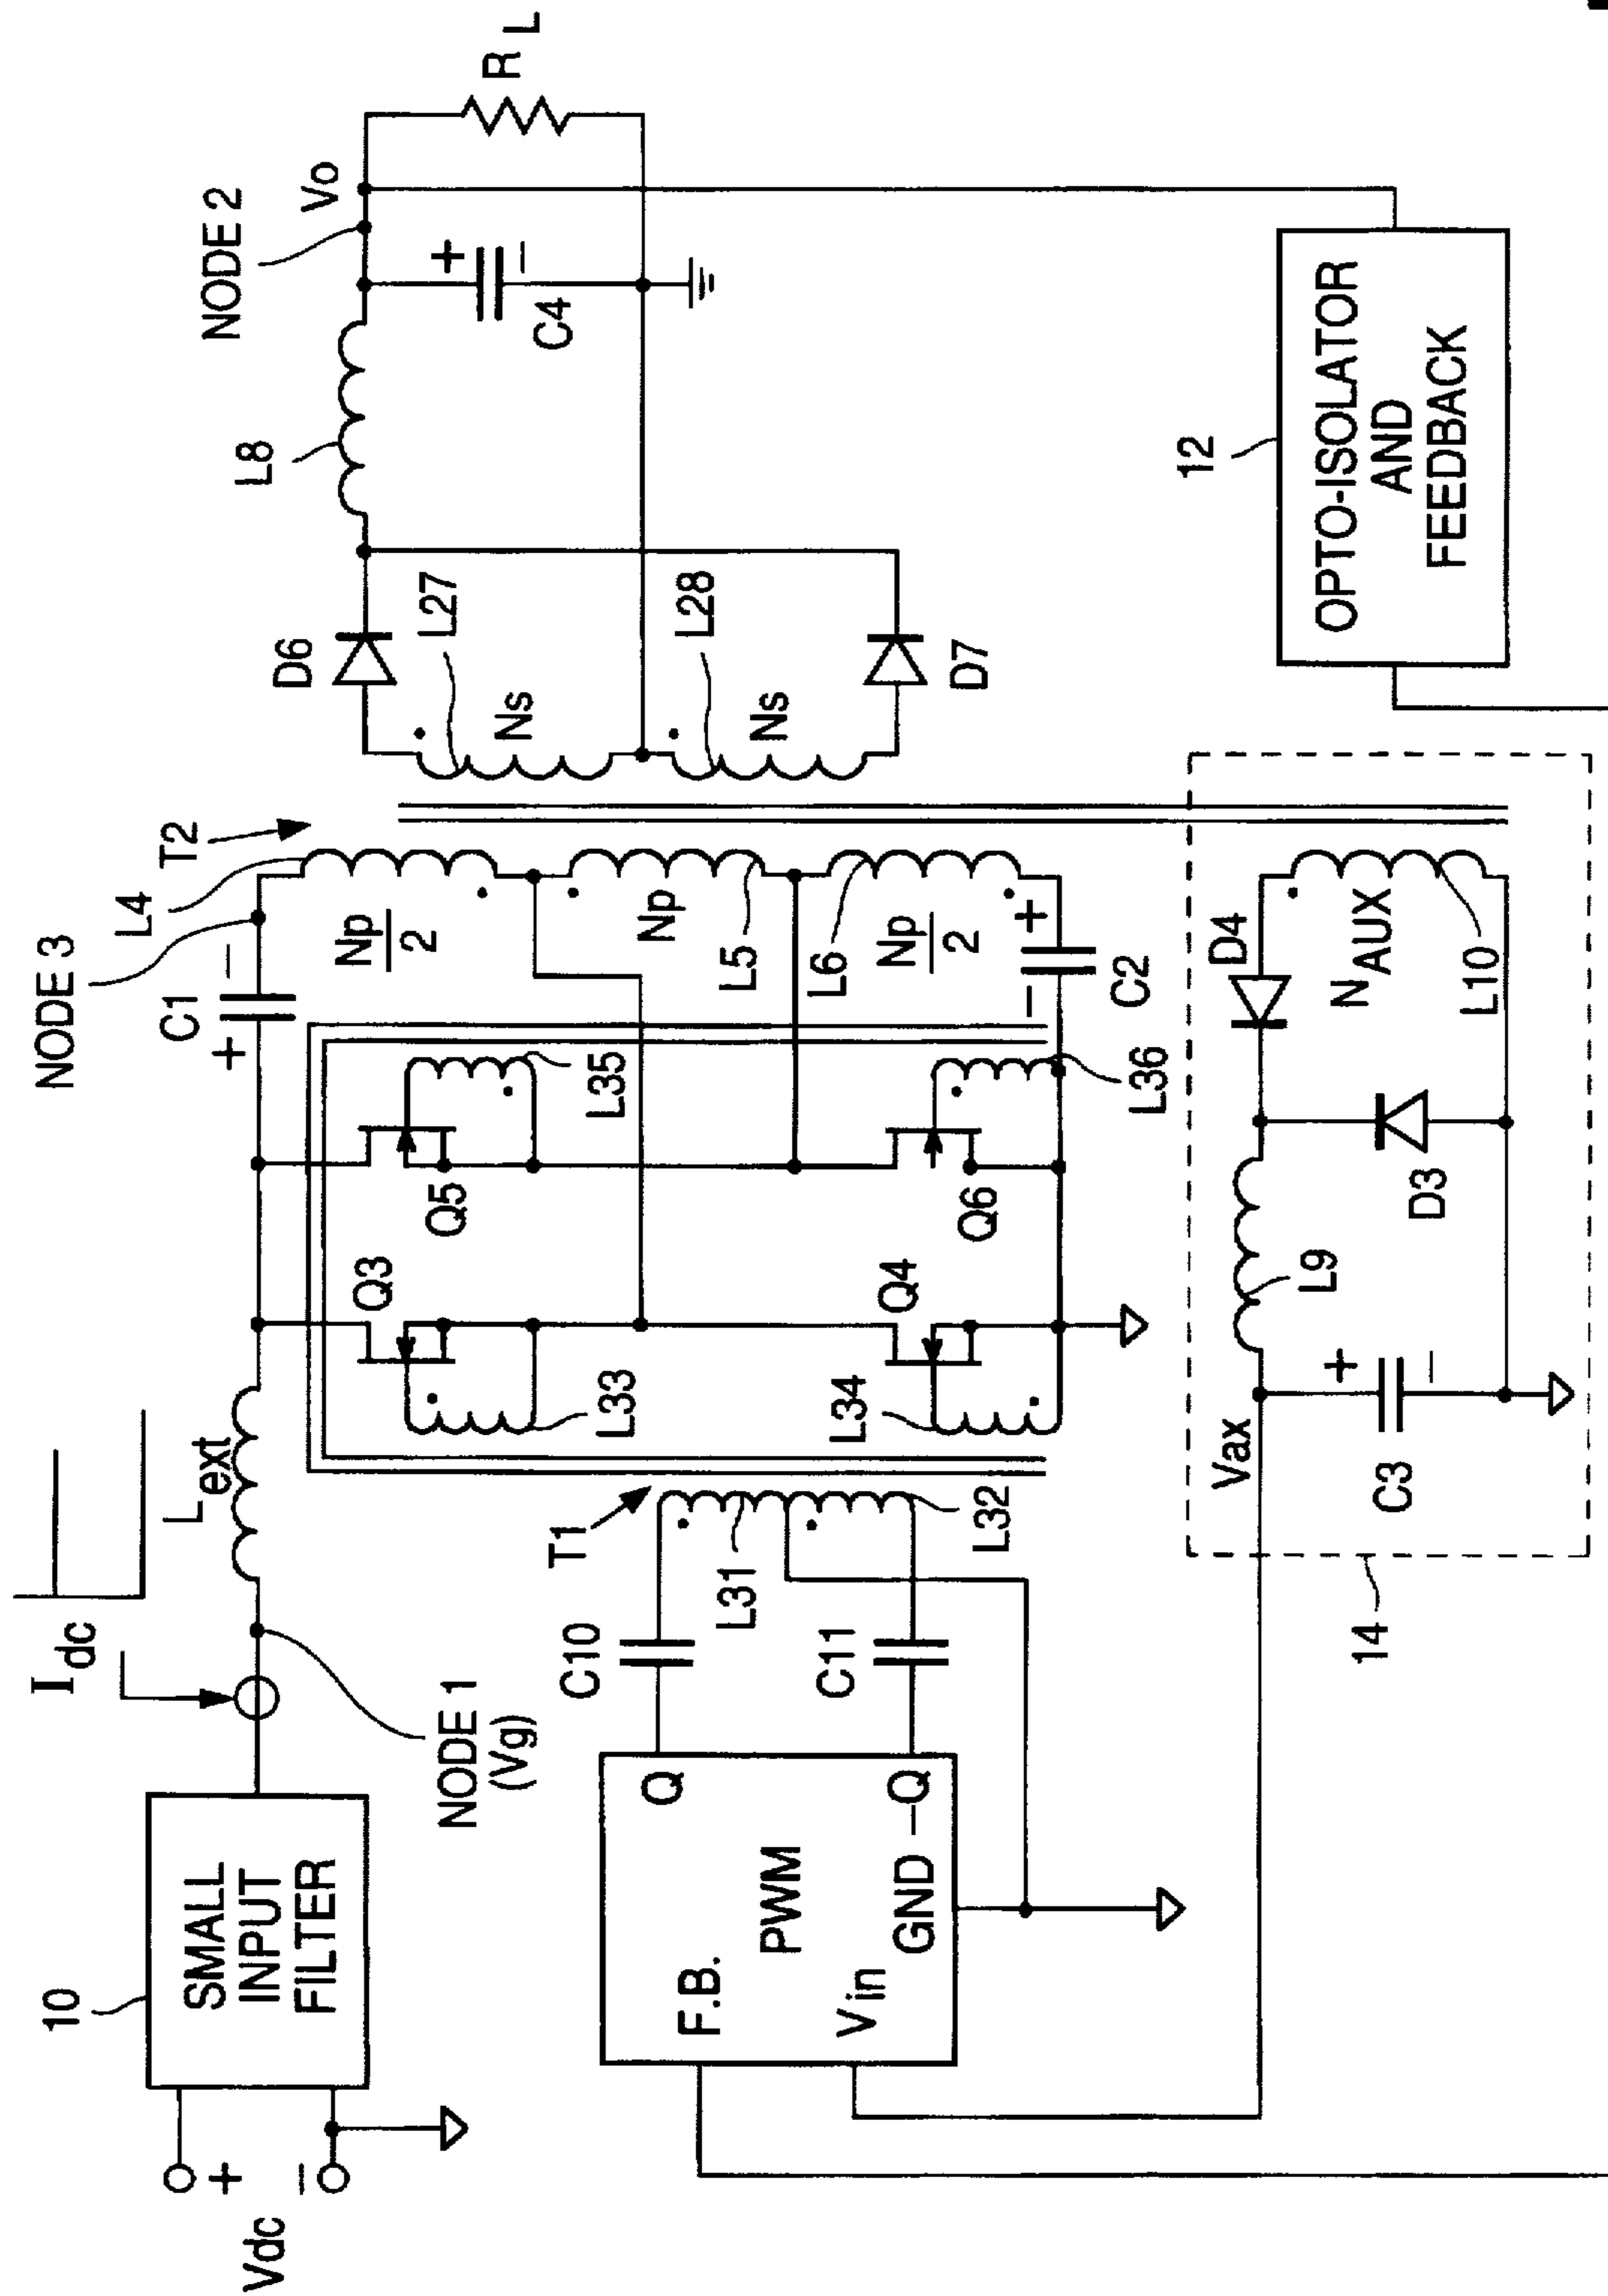 Vdc
+
−
10
SMALL
INPUT
FILTER
I dc
NODE 1
(Vg)
L ext
NODE 3
+
C1
−
L4
T2
Np
2
Np
L5
L6
Np
2
+
−
C2
Q3
Q5
L33
L35
Q4
Q6
L34
L36
T1
L31
L32
C10
C11
Q
−Q
F.B.
PWM
V in
GND
D6
L27
Ns
L28
Ns
D7
L8
NODE 2
Vo
+
−
C4
R L
12
OPTO-ISOLATOR
AND
FEEDBACK
14
Vax
+
−
C3
L9
D3
D4
N AUX
L10